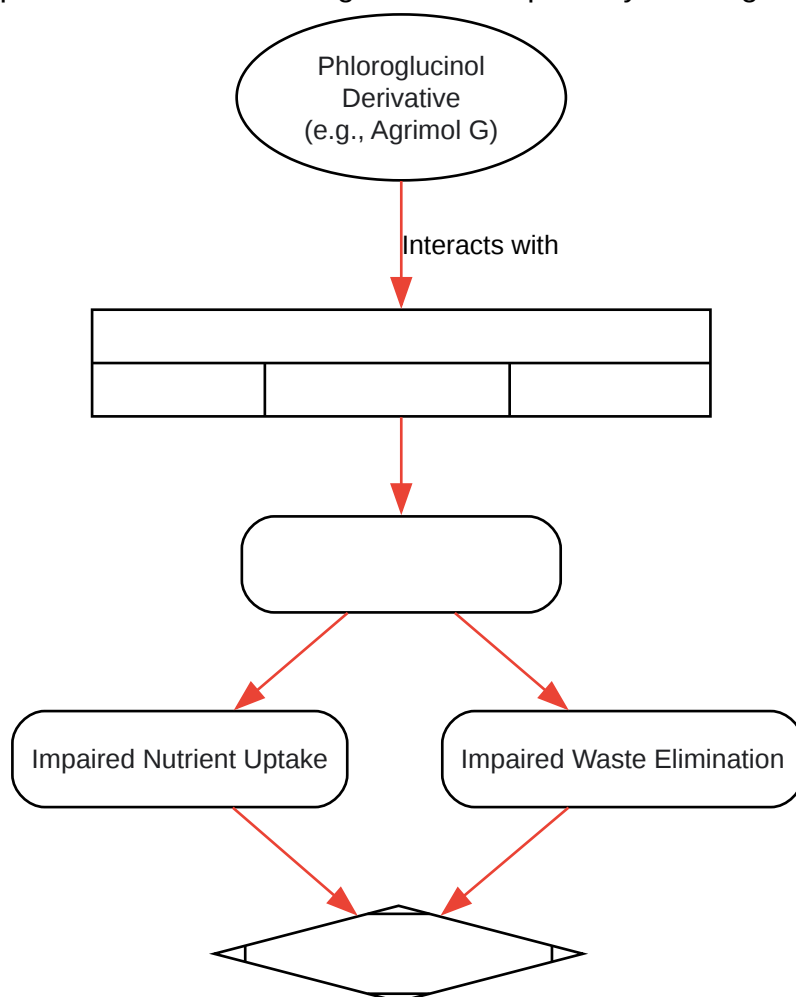 Phloroglucinol
Derivative
(e.g., Agrimol G)
Interacts with
Impaired Nutrient Uptake
Impaired Waste Elimination